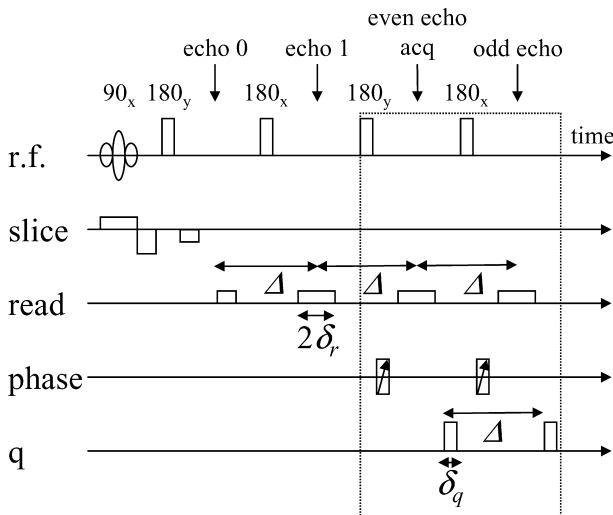 even echo
echo 0 echo 1 acq odd echo
90x 180y 180x 180y 180x
time
r.f.
slice
Δ Δ Δ
read
2δr
phase
Δ
q
δq